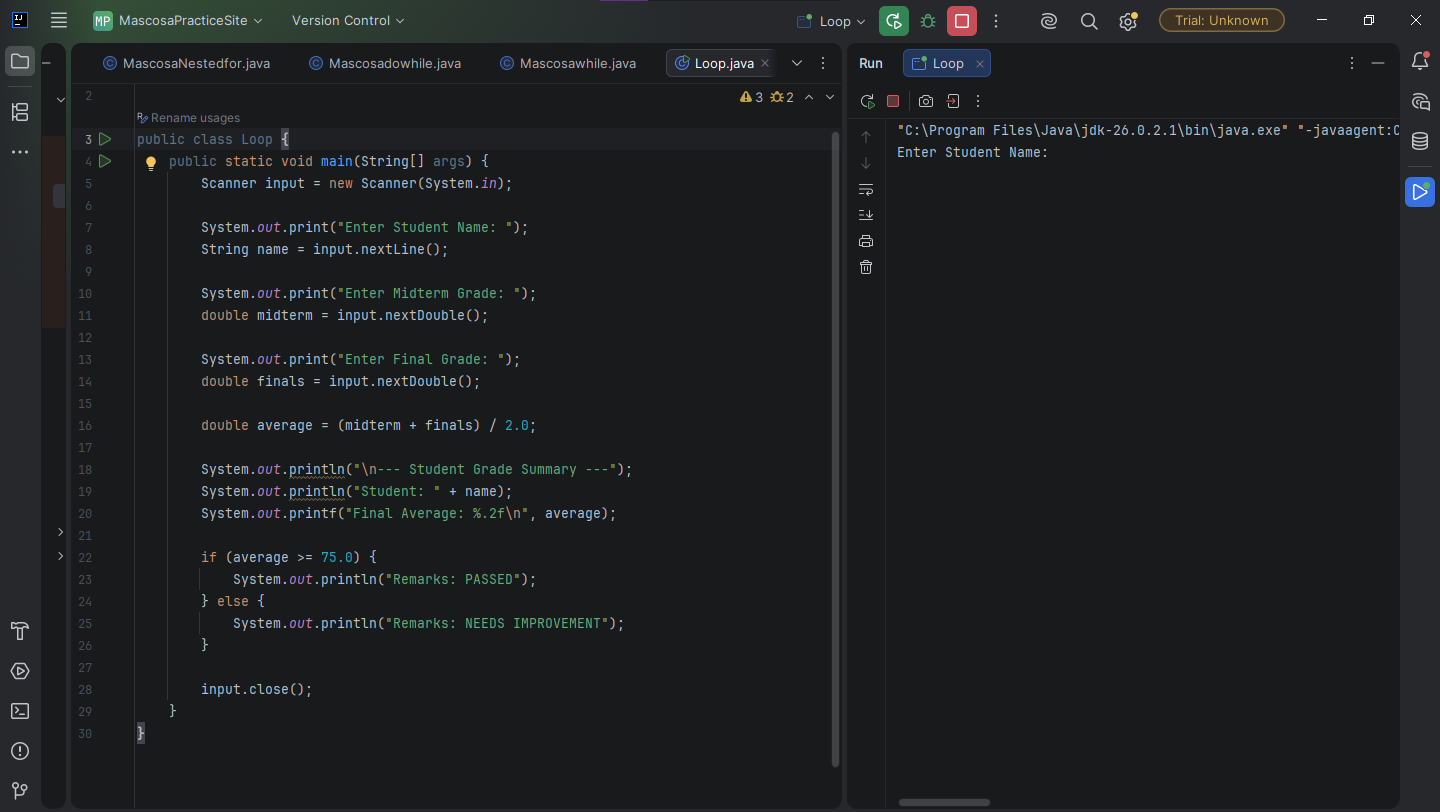 MP MascosaPracticeSite Version Control Loop Trial: Unknown
MascosaNestedfor.java Mascosadowhile.java Mascosawhile.java Loop.java
2 3 2
Rename usages
3 public class Loop {
4 public static void main(String[] args) {
5 Scanner input = new Scanner(System.in);
6
7 System.out.print("Enter Student Name: ");
8 String name = input.nextLine();
9
10 System.out.print("Enter Midterm Grade: ");
11 double midterm = input.nextDouble();
12
13 System.out.print("Enter Final Grade: ");
14 double finals = input.nextDouble();
15
16 double average = (midterm + finals) / 2.0;
17
18 System.out.println("\n--- Student Grade Summary ---");
19 System.out.println("Student: " + name);
20 System.out.printf("Final Average: %.2f\n", average);
21
22 if (average >= 75.0) {
23 System.out.println("Remarks: PASSED");
24 } else {
25 System.out.println("Remarks: NEEDS IMPROVEMENT");
26 }
27
28 input.close();
29 }
30 }
Run Loop
"C:\Program Files\Java\jdk-26.0.2.1\bin\java.exe" "-javaagent:C
Enter Student Name: